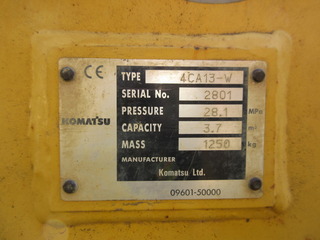 CE
TYPE 4CA13-W
SERIAL No. 2801
PRESSURE 28.1 MPa
CAPACITY 3.7 m³
MASS 1250 kg
KOMATSU
MANUFACTURER
Komatsu Ltd.
09601-50000